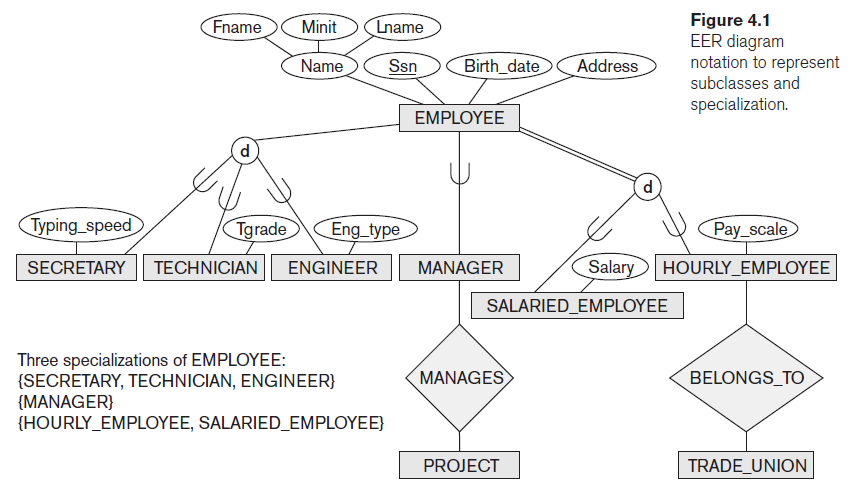 Fname Minit Lname
Figure 4.1
EER diagram
notation to represent
subclasses and
specialization.
Name Ssn Birth_date Address
EMPLOYEE
d
d
Typing_speed Tgrade Eng_type Pay_scale
SECRETARY TECHNICIAN ENGINEER MANAGER Salary HOURLY_EMPLOYEE
SALARIED_EMPLOYEE
Three specializations of EMPLOYEE:
{SECRETARY, TECHNICIAN, ENGINEER}
{MANAGER}
{HOURLY_EMPLOYEE, SALARIED_EMPLOYEE}
MANAGES BELONGS_TO
PROJECT TRADE_UNION